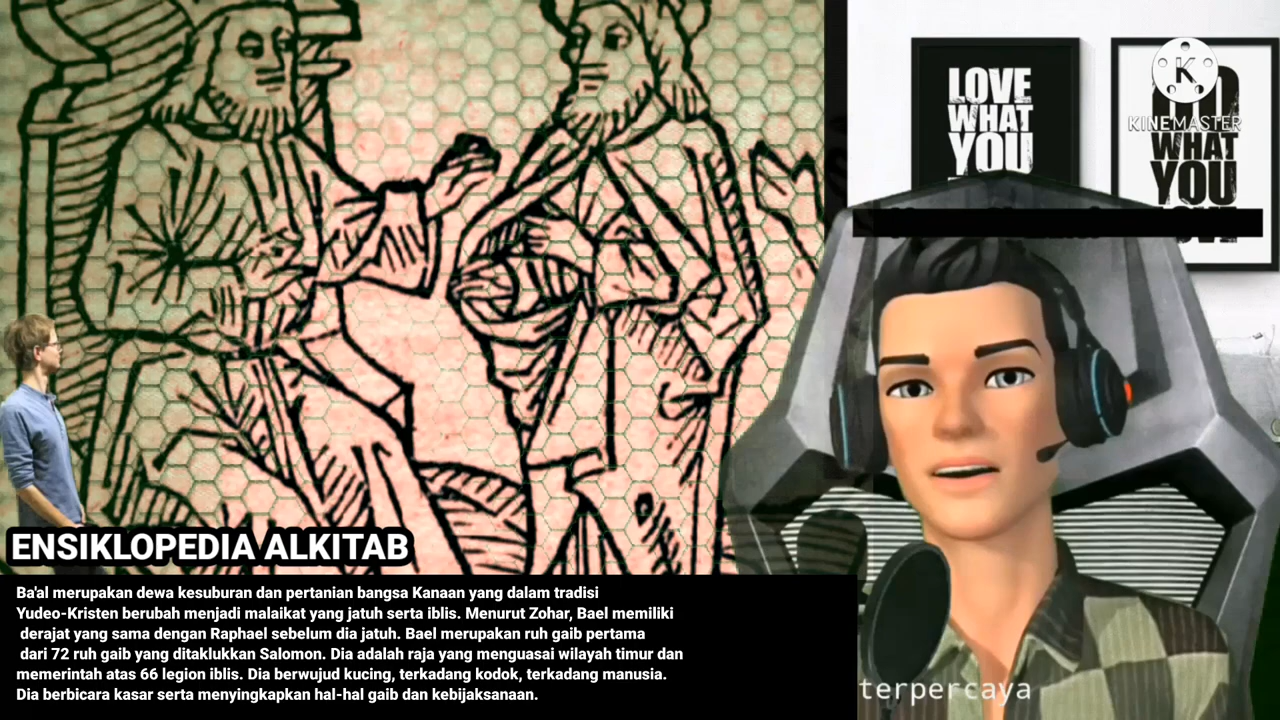 LOVE
WHAT
YOU
WHAT
YOU
KINEMASTER
ENSIKLOPEDIA ALKITAB
Ba'al merupakan dewa kesuburan dan pertanian bangsa Kanaan yang dalam tradisi
Yudeo-Kristen berubah menjadi malaikat yang jatuh serta iblis. Menurut Zohar, Bael memiliki
derajat yang sama dengan Raphael sebelum dia jatuh. Bael merupakan ruh gaib pertama
dari 72 ruh gaib yang ditaklukkan Salomon. Dia adalah raja yang menguasai wilayah timur dan
memerintah atas 66 legion iblis. Dia berwujud kucing, terkadang kodok, terkadang manusia.
Dia berbicara kasar serta menyingkapkan hal-hal gaib dan kebijaksanaan.
terpercaya